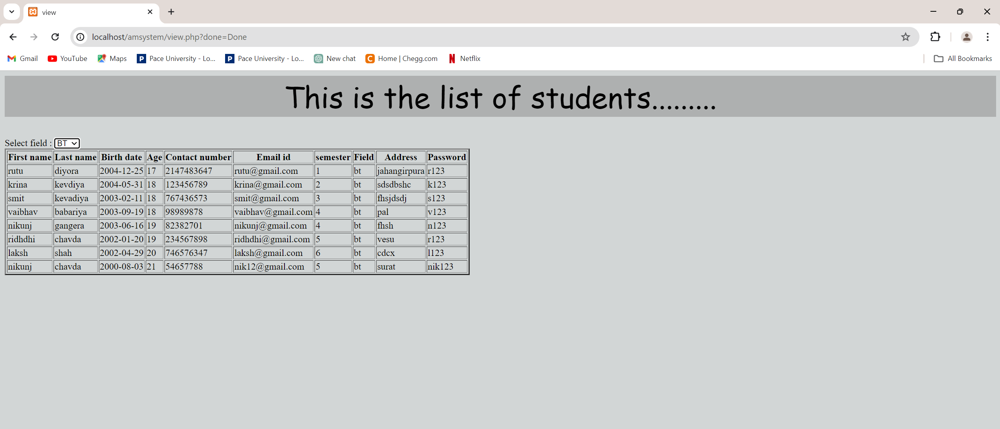 view
localhost/amsystem/view.php?done=Done
Gmail YouTube Maps Pace University - Lo... Pace University - Lo... New chat Home | Chegg.com Netflix All Bookmarks
This is the list of students.........
Select field : BT
First name Last name Birth date Age Contact number Email id semester Field Address Password
rutu diyora 2004-12-25 17 2147483647 rutu@gmail.com 1 bt jahangirpura r123
krina kevdiya 2004-05-31 18 123456789 krina@gmail.com 2 bt sdsdbshc k123
smit kevadiya 2003-02-11 18 767436573 smit@gmail.com 3 bt fhsjdsdj s123
vaibhav babariya 2003-09-19 18 98989878 vaibhav@gmail.com 4 bt pal v123
nikunj gangera 2003-06-16 19 82382701 nikunj@gmail.com 4 bt fhsh n123
ridhdhi chavda 2002-01-20 19 234567898 ridhdhi@gmail.com 5 bt vesu r123
laksh shah 2002-04-29 20 746576347 laksh@gmail.com 6 bt cdcx l123
nikunj chavda 2000-08-03 21 54657788 nik12@gmail.com 5 bt surat nik123